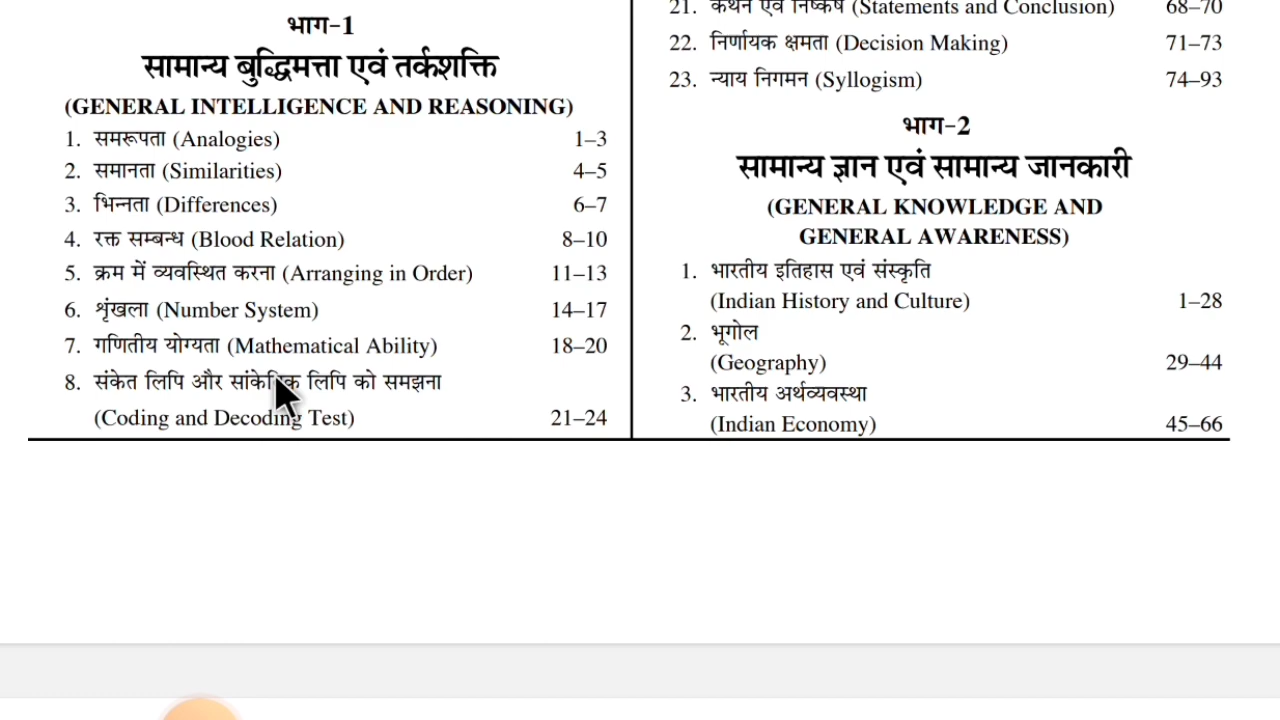 भाग-1
सामान्य बुद्धिमत्ता एवं तर्कशक्ति
(GENERAL INTELLIGENCE AND REASONING)
1. समरूपता (Analogies) 1–3
2. समानता (Similarities) 4–5
3. भिन्नता (Differences) 6–7
4. रक्त सम्बन्ध (Blood Relation) 8–10
5. क्रम में व्यवस्थित करना (Arranging in Order) 11–13
6. शृंखला (Number System) 14–17
7. गणितीय योग्यता (Mathematical Ability) 18–20
8. संकेत लिपि और सांकेतिक लिपि को समझना
(Coding and Decoding Test) 21–24
21. कथन एवं निष्कर्ष (Statements and Conclusion) 68–70
22. निर्णायक क्षमता (Decision Making) 71–73
23. न्याय निगमन (Syllogism) 74–93
भाग-2
सामान्य ज्ञान एवं सामान्य जानकारी
(GENERAL KNOWLEDGE AND
GENERAL AWARENESS)
1. भारतीय इतिहास एवं संस्कृति
(Indian History and Culture) 1–28
2. भूगोल
(Geography) 29–44
3. भारतीय अर्थव्यवस्था
(Indian Economy) 45–66